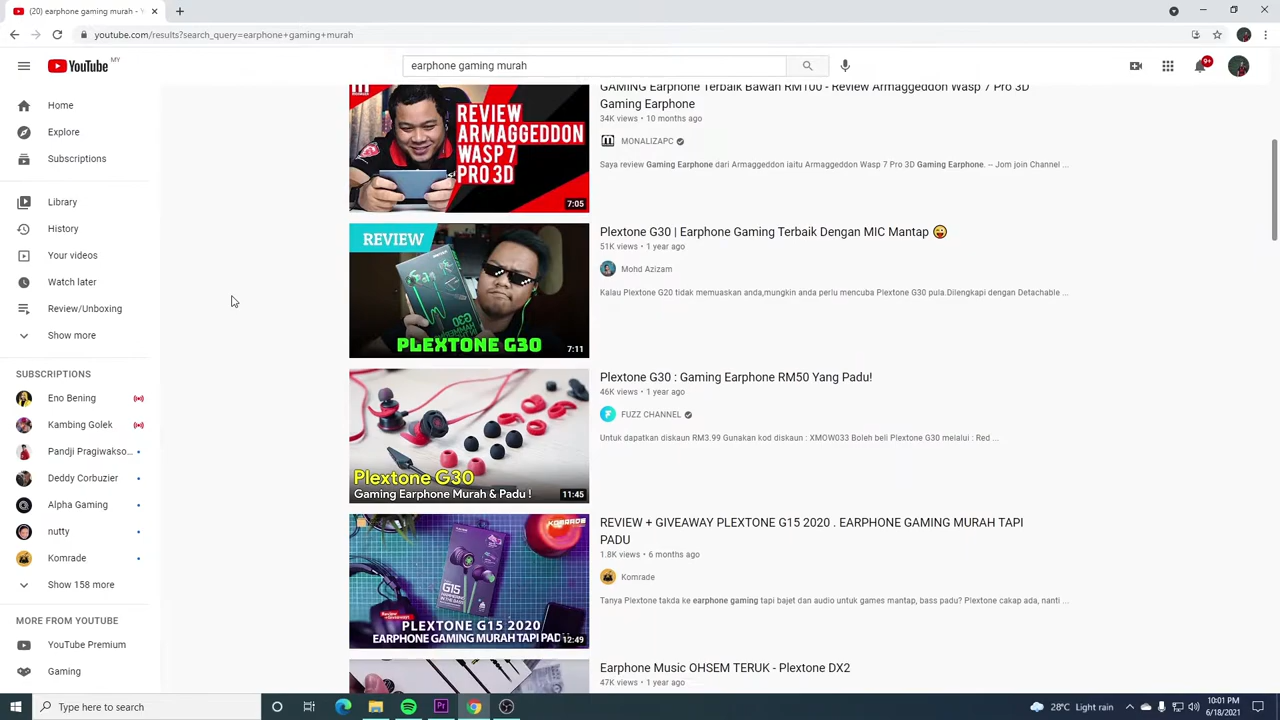 (20) earphone gaming murah - Y
youtube.com/results?search_query=earphone+gaming+murah
YouTube MY
earphone gaming murah
9+
Home
Explore
Subscriptions
Library
History
Your videos
Watch later
Review/Unboxing
Show more
SUBSCRIPTIONS
Eno Bening
Kambing Golek
Pandji Pragiwakso...
Deddy Corbuzier
Alpha Gaming
nutty
Komrade
Show 158 more
MORE FROM YOUTUBE
YouTube Premium
Gaming
REVIEW
ARMAGGEDDON
WASP 7
PRO 3D
7:05
GAMING Earphone Terbaik Bawah RM100 - Review Armaggeddon Wasp 7 Pro 3D
Gaming Earphone
34K views • 10 months ago
MONALIZAPC
Saya review Gaming Earphone dari Armaggeddon iaitu Armaggeddon Wasp 7 Pro 3D Gaming Earphone. -- Jom join Channel ...
REVIEW
G30
PLEXTONE G30
7:11
Plextone G30 | Earphone Gaming Terbaik Dengan MIC Mantap 😜
51K views • 1 year ago
Mohd Azizam
Kalau Plextone G20 tidak memuaskan anda,mungkin anda perlu mencuba Plextone G30 pula.Dilengkapi dengan Detachable ...
Plextone G30
Gaming Earphone Murah & Padu !
11:45
Plextone G30 : Gaming Earphone RM50 Yang Padu!
46K views • 1 year ago
FUZZ CHANNEL
Untuk dapatkan diskaun RM3.99 Gunakan kod diskaun : XMOW033 Boleh beli Plextone G30 melalui : Red ...
KOMRADE
G15
PLEXTONE G15 2020
EARPHONE GAMING MURAH TAPI PADU
12:49
REVIEW + GIVEAWAY PLEXTONE G15 2020 . EARPHONE GAMING MURAH TAPI
PADU
1.8K views • 6 months ago
Komrade
Tanya Plextone takda ke earphone gaming tapi bajet dan audio untuk games mantap, bass padu? Plextone cakap ada, nanti ...
Earphone Music OHSEM TERUK - Plextone DX2
47K views • 1 year ago
Type here to search
28°C Light rain
10:01 PM
6/18/2021